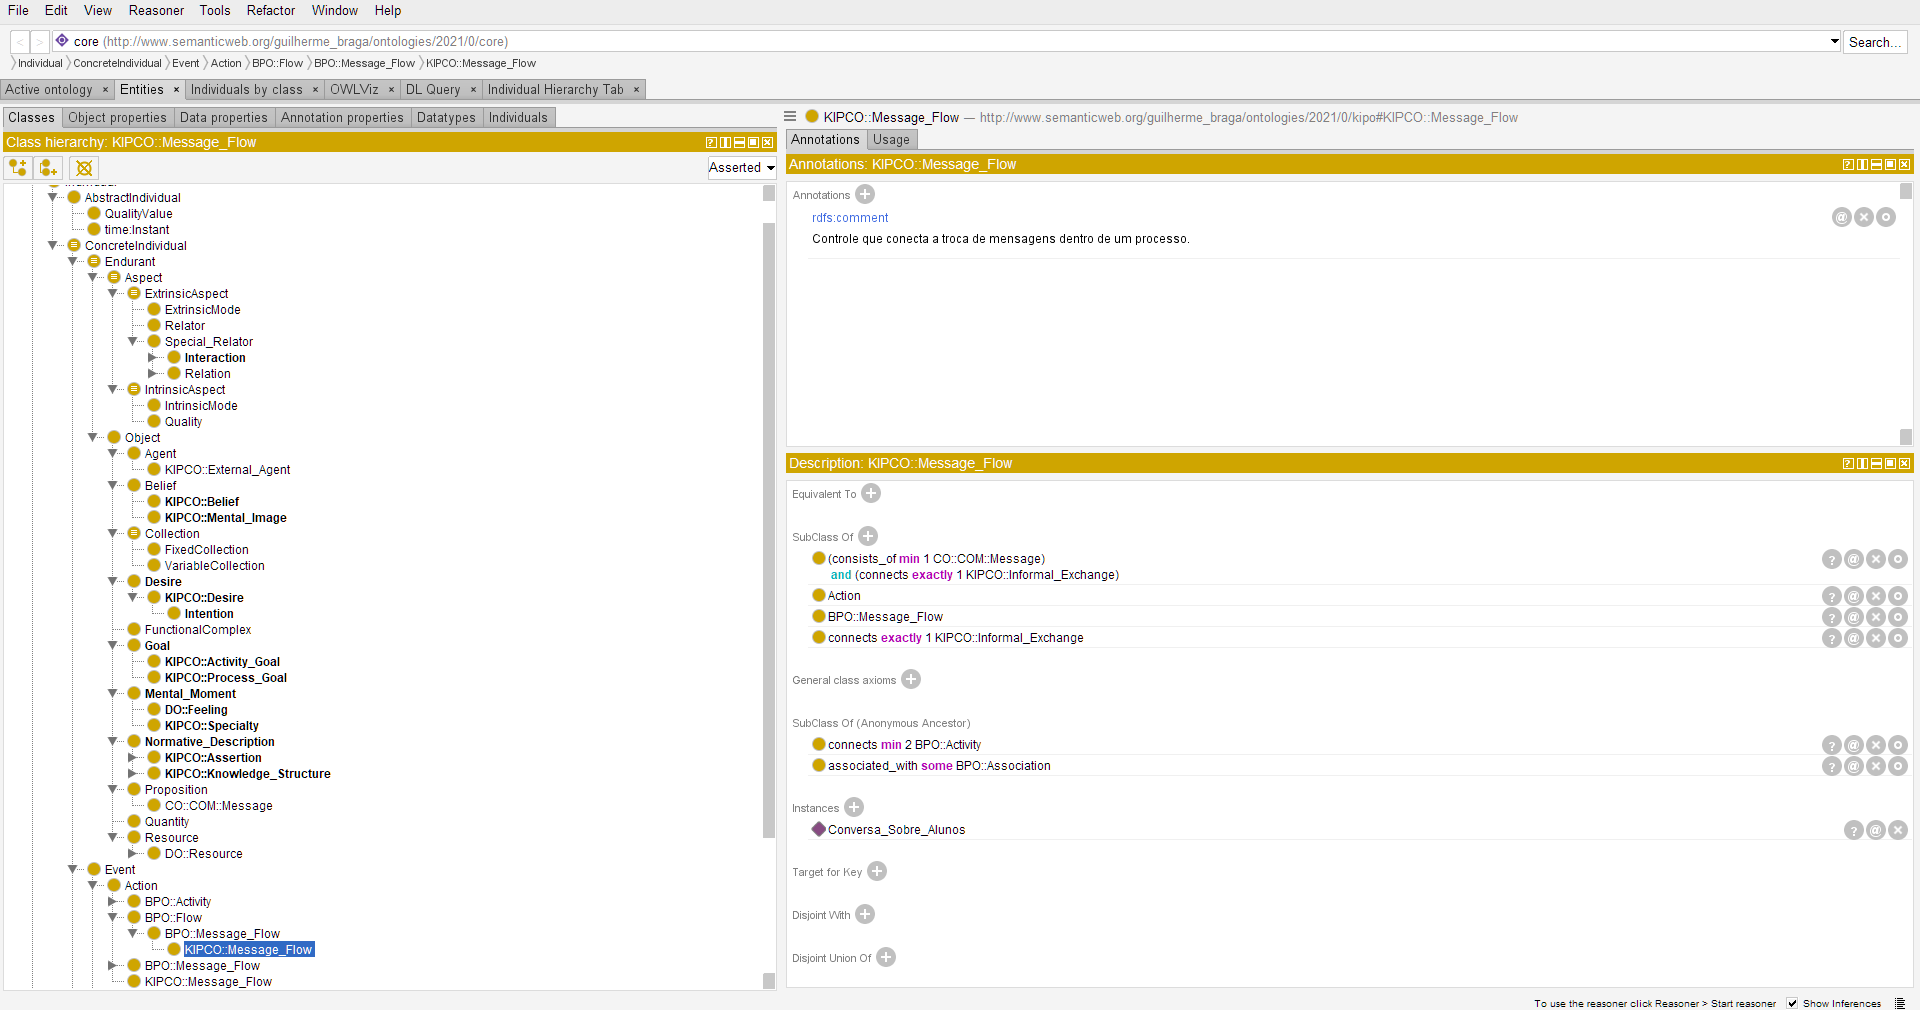 File Edit View Reasoner Tools Refactor Window Help
< > core (http://www.semanticweb.org/guilherme_braga/ontologies/2021/0/core) Search...
Individual ConcreteIndividual Event Action BPO::Flow BPO::Message_Flow KIPCO::Message_Flow
Active ontology × Entities × Individuals by class × OWLViz × DL Query × Individual Hierarchy Tab ×
Classes Object properties Data properties Annotation properties Datatypes Individuals
Class hierarchy: KIPCO::Message_Flow
Asserted
Individual
AbstractIndividual
QualityValue
time:Instant
ConcreteIndividual
Endurant
Aspect
ExtrinsicAspect
ExtrinsicMode
Relator
Special_Relator
Interaction
Relation
IntrinsicAspect
IntrinsicMode
Quality
Object
Agent
KIPCO::External_Agent
Belief
KIPCO::Belief
KIPCO::Mental_Image
Collection
FixedCollection
VariableCollection
Desire
KIPCO::Desire
Intention
FunctionalComplex
Goal
KIPCO::Activity_Goal
KIPCO::Process_Goal
Mental_Moment
DO::Feeling
KIPCO::Specialty
Normative_Description
KIPCO::Assertion
KIPCO::Knowledge_Structure
Proposition
CO::COM::Message
Quantity
Resource
DO::Resource
Event
Action
BPO::Activity
BPO::Flow
BPO::Message_Flow
KIPCO::Message_Flow
BPO::Message_Flow
KIPCO::Message_Flow
KIPCO::Message_Flow — http://www.semanticweb.org/guilherme_braga/ontologies/2021/0/kipo#KIPCO::Message_Flow
Annotations Usage
Annotations: KIPCO::Message_Flow
Annotations
rdfs:comment
Controle que conecta a troca de mensagens dentro de um processo.
Description: KIPCO::Message_Flow
Equivalent To
SubClass Of
(consists_of min 1 CO::COM::Message)
and (connects exactly 1 KIPCO::Informal_Exchange)
Action
BPO::Message_Flow
connects exactly 1 KIPCO::Informal_Exchange
General class axioms
SubClass Of (Anonymous Ancestor)
connects min 2 BPO::Activity
associated_with some BPO::Association
Instances
Conversa_Sobre_Alunos
Target for Key
Disjoint With
Disjoint Union Of
To use the reasoner click Reasoner > Start reasoner Show Inferences